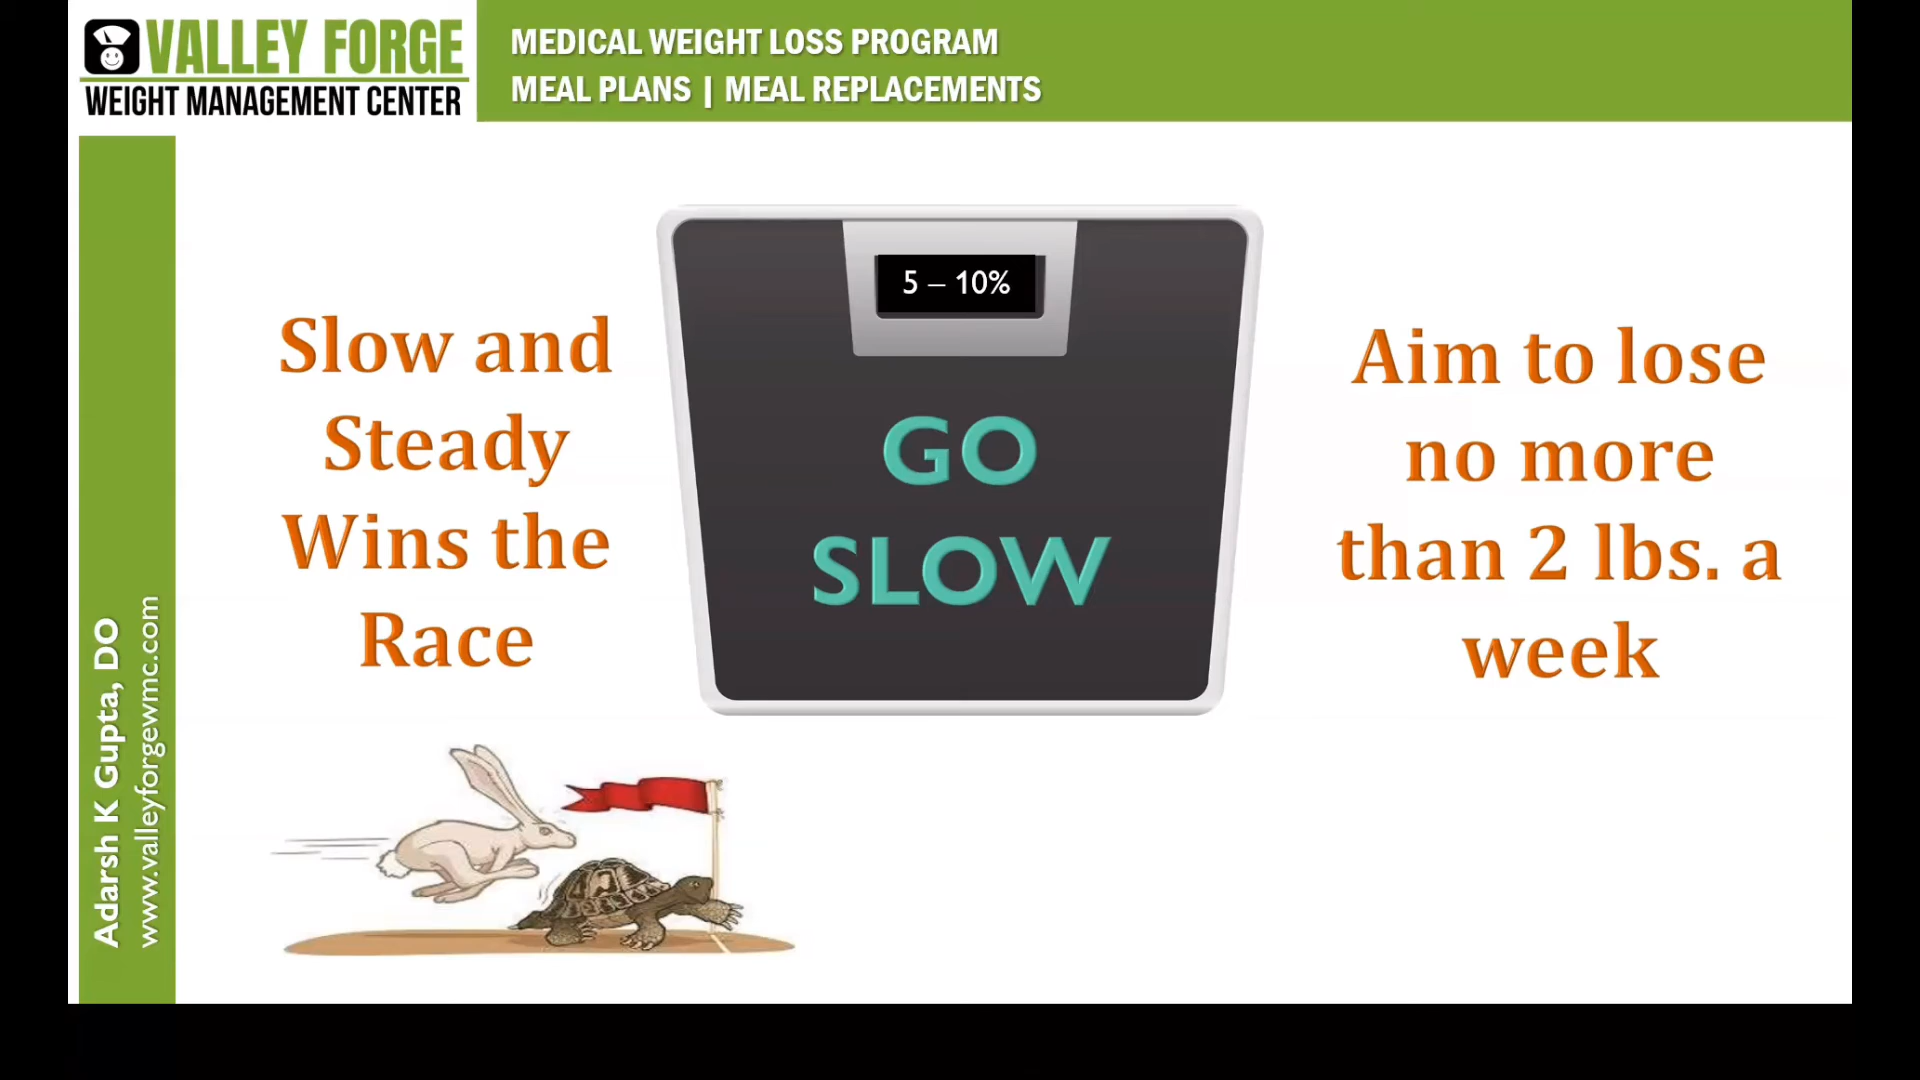 VALLEY FORGE
WEIGHT MANAGEMENT CENTER
MEDICAL WEIGHT LOSS PROGRAM
MEAL PLANS | MEAL REPLACEMENTS
Adarsh K Gupta, DO
www.valleyforgewmc.com
Slow and
Steady
Wins the
Race
5 – 10%
GO
SLOW
Aim to lose
no more
than 2 lbs. a
week